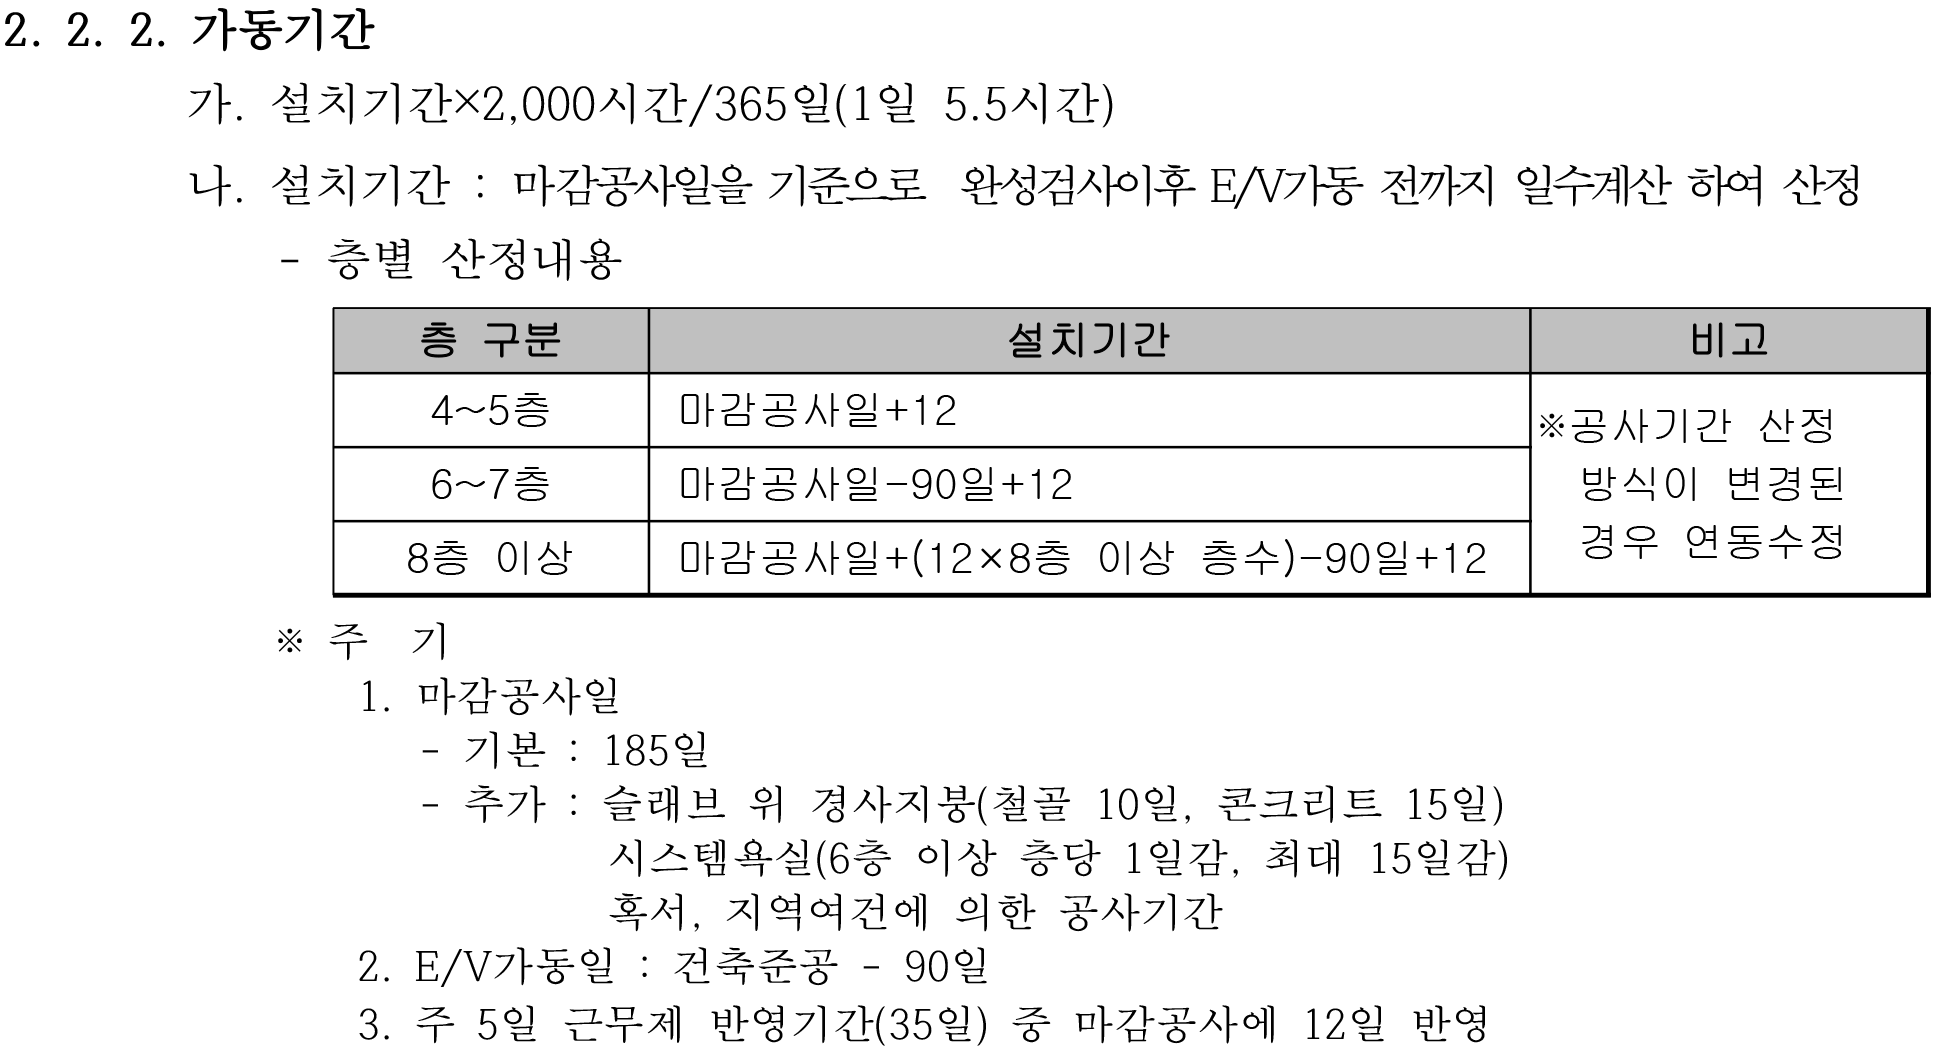 2. 2. 2. 가동기간
가. 설치기간×2,000시간/365일(1일 5.5시간)
나. 설치기간 : 마감공사일을 기준으로 완성검사이후 E/V가동 전까지 일수계산 하여 산정
- 층별 산정내용
층 구분 설치기간 비고
4~5층 마감공사일+12
※공사기간 산정
방식이 변경된
경우 연동수정
6~7층 마감공사일-90일+12
8층 이상 마감공사일+(12×8층 이상 층수)-90일+12
※ 주 기
1. 마감공사일
- 기본 : 185일
- 추가 : 슬래브 위 경사지붕(철골 10일, 콘크리트 15일)
시스템욕실(6층 이상 층당 1일감, 최대 15일감)
혹서, 지역여건에 의한 공사기간
2. E/V가동일 : 건축준공 - 90일
3. 주 5일 근무제 반영기간(35일) 중 마감공사에 12일 반영